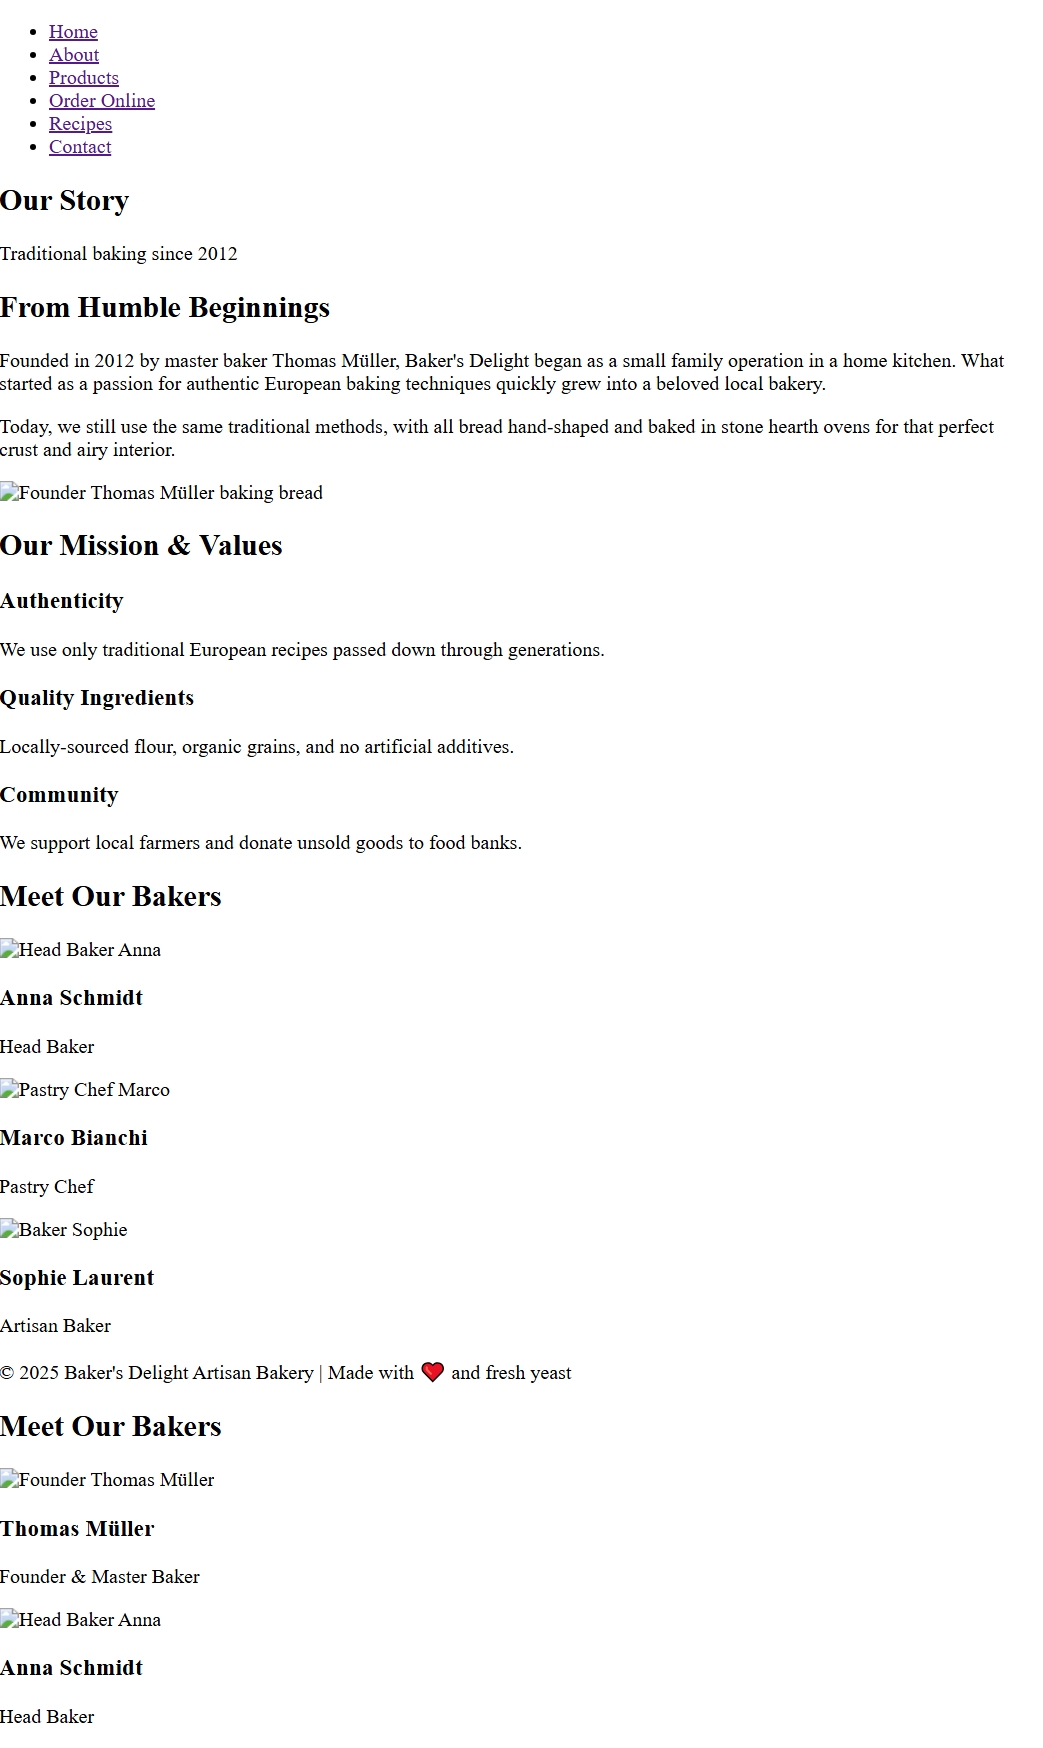 Home
About
Products
Order Online
Recipes
Contact
Our Story
Traditional baking since 2012
From Humble Beginnings
Founded in 2012 by master baker Thomas Müller, Baker's Delight began as a small family operation in a home kitchen. What
started as a passion for authentic European baking techniques quickly grew into a beloved local bakery.
Today, we still use the same traditional methods, with all bread hand-shaped and baked in stone hearth ovens for that perfect
crust and airy interior.
Founder Thomas Müller baking bread
Our Mission & Values
Authenticity
We use only traditional European recipes passed down through generations.
Quality Ingredients
Locally-sourced flour, organic grains, and no artificial additives.
Community
We support local farmers and donate unsold goods to food banks.
Meet Our Bakers
Head Baker Anna
Anna Schmidt
Head Baker
Pastry Chef Marco
Marco Bianchi
Pastry Chef
Baker Sophie
Sophie Laurent
Artisan Baker
© 2025 Baker's Delight Artisan Bakery | Made with ❤️ and fresh yeast
Meet Our Bakers
Founder Thomas Müller
Thomas Müller
Founder & Master Baker
Head Baker Anna
Anna Schmidt
Head Baker